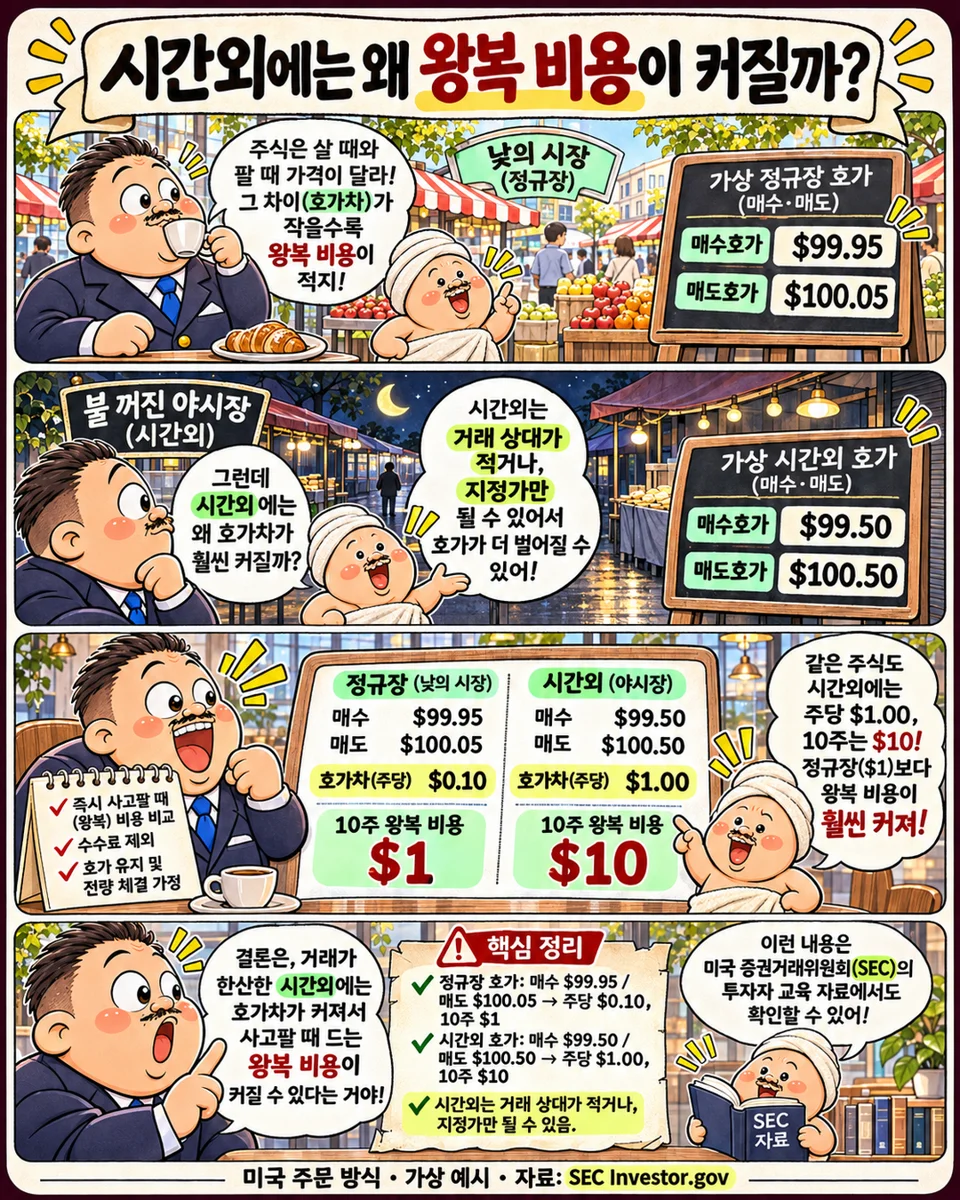 시간외에는 왜 왕복 비용이 커질까?
주식은 살 때와
팔 때 가격이 달라!
그 차이(호가차)가
작을수록
왕복 비용이
적지!
낮의 시장
(정규장)
가상 정규장 호가
(매수·매도)
매수호가 $99.95
매도호가 $100.05
불 꺼진 야시장
(시간외)
그런데
시간외에는
왜 호가차가
훨씬 커질까?
시간외는
거래 상대가
적거나,
지정가만
될 수 있어서
호가가 더 벌어질 수
있어!
가상 시간외 호가
(매수·매도)
매수호가 $99.50
매도호가 $100.50
즉시 사고팔 때
(왕복) 비용 비교
수수료 제외
호가 유지 및
전량 체결 가정
정규장 (낮의 시장)
매수 $99.95
매도 $100.05
호가차(주당) $0.10
10주 왕복 비용
$1
시간외 (야시장)
매수 $99.50
매도 $100.50
호가차(주당) $1.00
10주 왕복 비용
$10
같은 주식도
시간외에는
주당 $1.00,
10주는 $10!
정규장($1)보다
왕복 비용이
훨씬 커져!
결론은, 거래가
한산한 시간외에는
호가차가 커져서
사고팔 때 드는
왕복 비용이
커질 수 있다는 거야!
핵심 정리
정규장 호가: 매수 $99.95 /
매도 $100.05 → 주당 $0.10,
10주 $1
시간외 호가: 매수 $99.50 /
매도 $100.50 → 주당 $1.00,
10주 $10
시간외는 거래 상대가 적거나,
지정가만 될 수 있음.
이런 내용은
미국 증권거래위원회(SEC)의
투자자 교육 자료에서도
확인할 수 있어!
SEC
자료
미국 주문 방식 · 가상 예시 · 자료: SEC Investor.gov